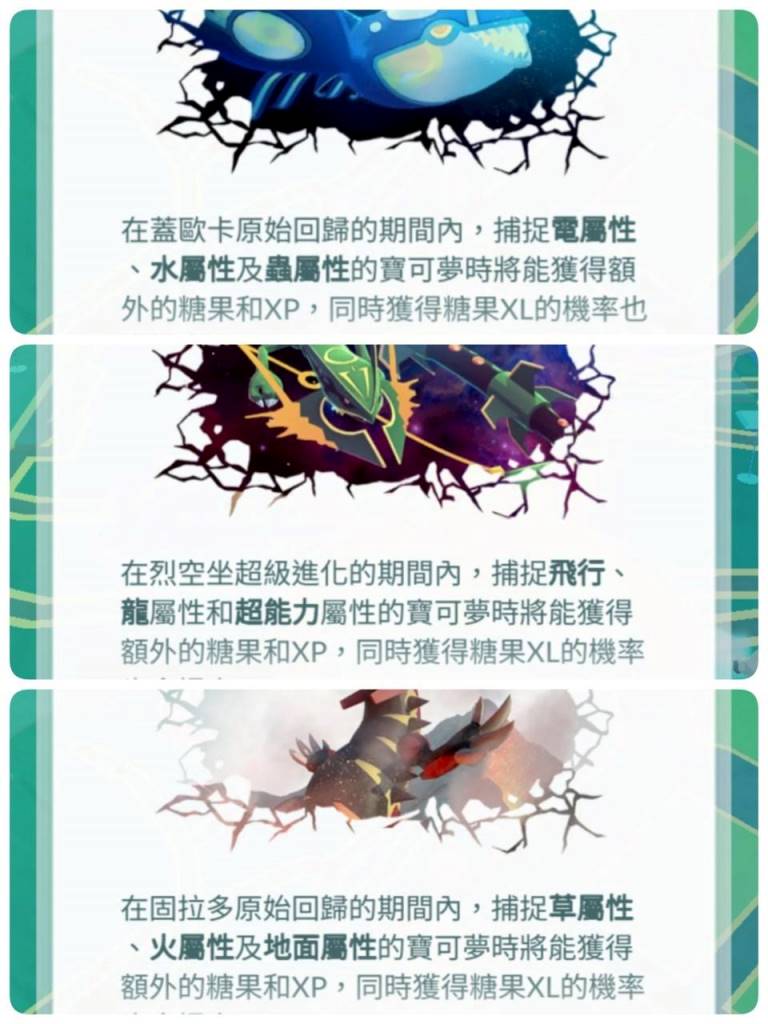 在蓋歐卡原始回歸的期間內，捕捉電屬性
、水屬性及蟲屬性的寶可夢時將能獲得額
外的糖果和XP，同時獲得糖果XL的機率也
在烈空坐超級進化的期間內，捕捉飛行、
龍屬性和超能力屬性的寶可夢時將能獲得
額外的糖果和XP，同時獲得糖果XL的機率
在固拉多原始回歸的期間內，捕捉草屬性
、火屬性及地面屬性的寶可夢時將能獲得
額外的糖果和XP，同時獲得糖果XL的機率